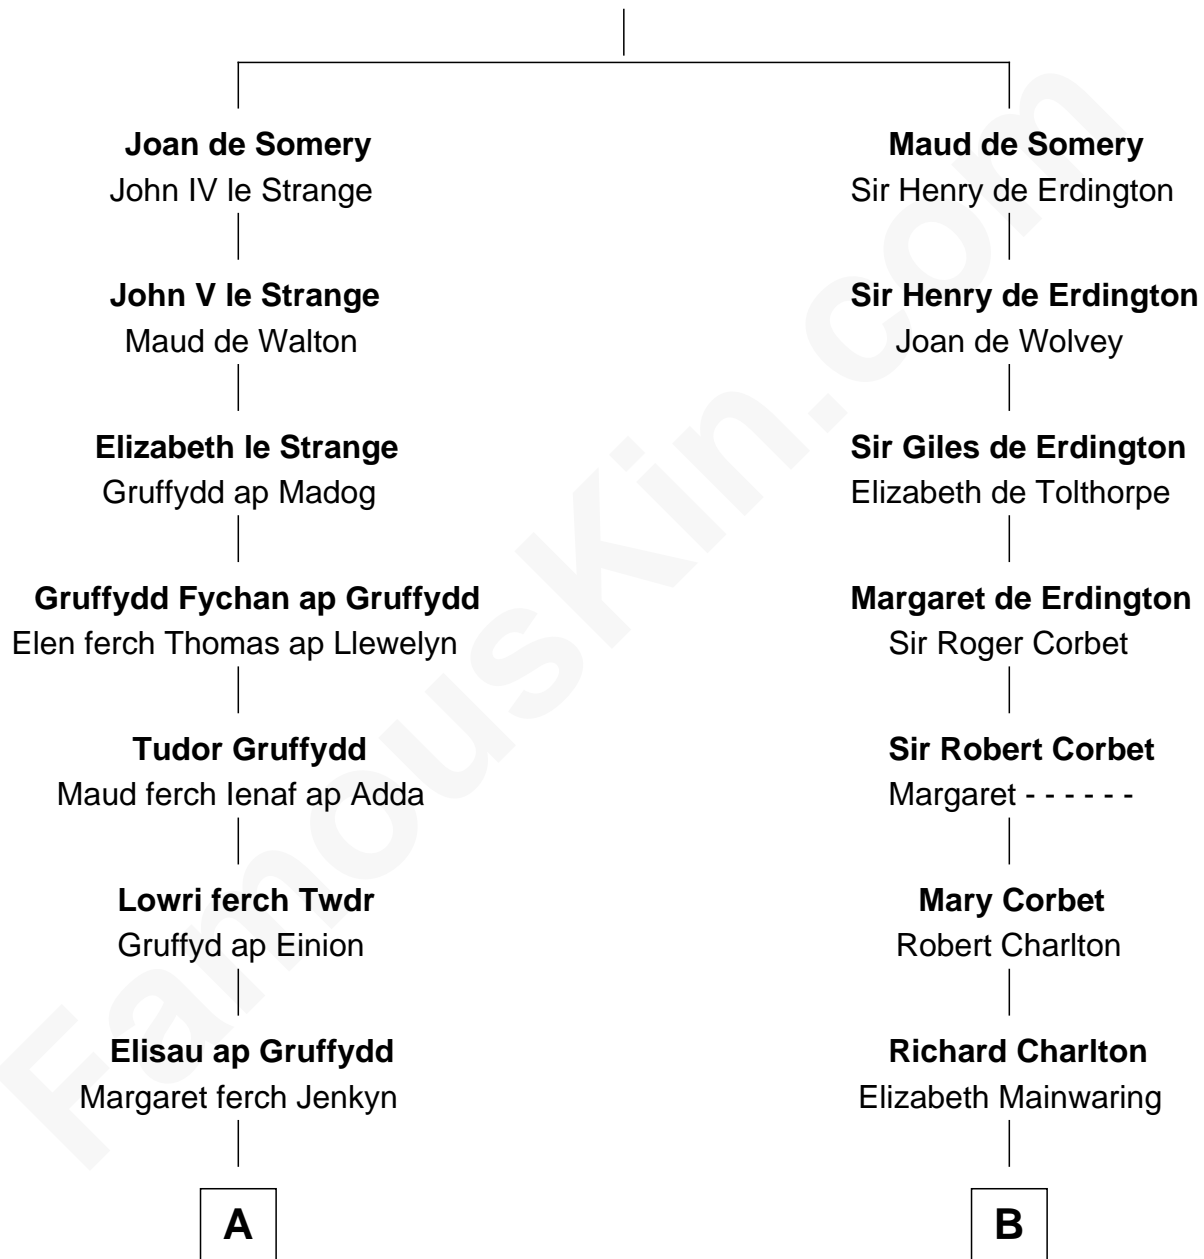 Joan de Somery
John IV le Strange
John V le Strange
Maud de Walton
Elizabeth le Strange
Gruffydd ap Madog
Gruffydd Fychan ap Gruffydd
Elen ferch Thomas ap Llewelyn
Tudor Gruffydd
Maud ferch Ienaf ap Adda
Lowri ferch Twdr
Gruffyd ap Einion
Elisau ap Gruffydd
Margaret ferch Jenkyn
A
Maud de Somery
Sir Henry de Erdington
Sir Henry de Erdington
Joan de Wolvey
Sir Giles de Erdington
Elizabeth de Tolthorpe
Margaret de Erdington
Sir Roger Corbet
Sir Robert Corbet
Margaret - - - - - -
Mary Corbet
Robert Charlton
Richard Charlton
Elizabeth Mainwaring
B
FamousKin.com